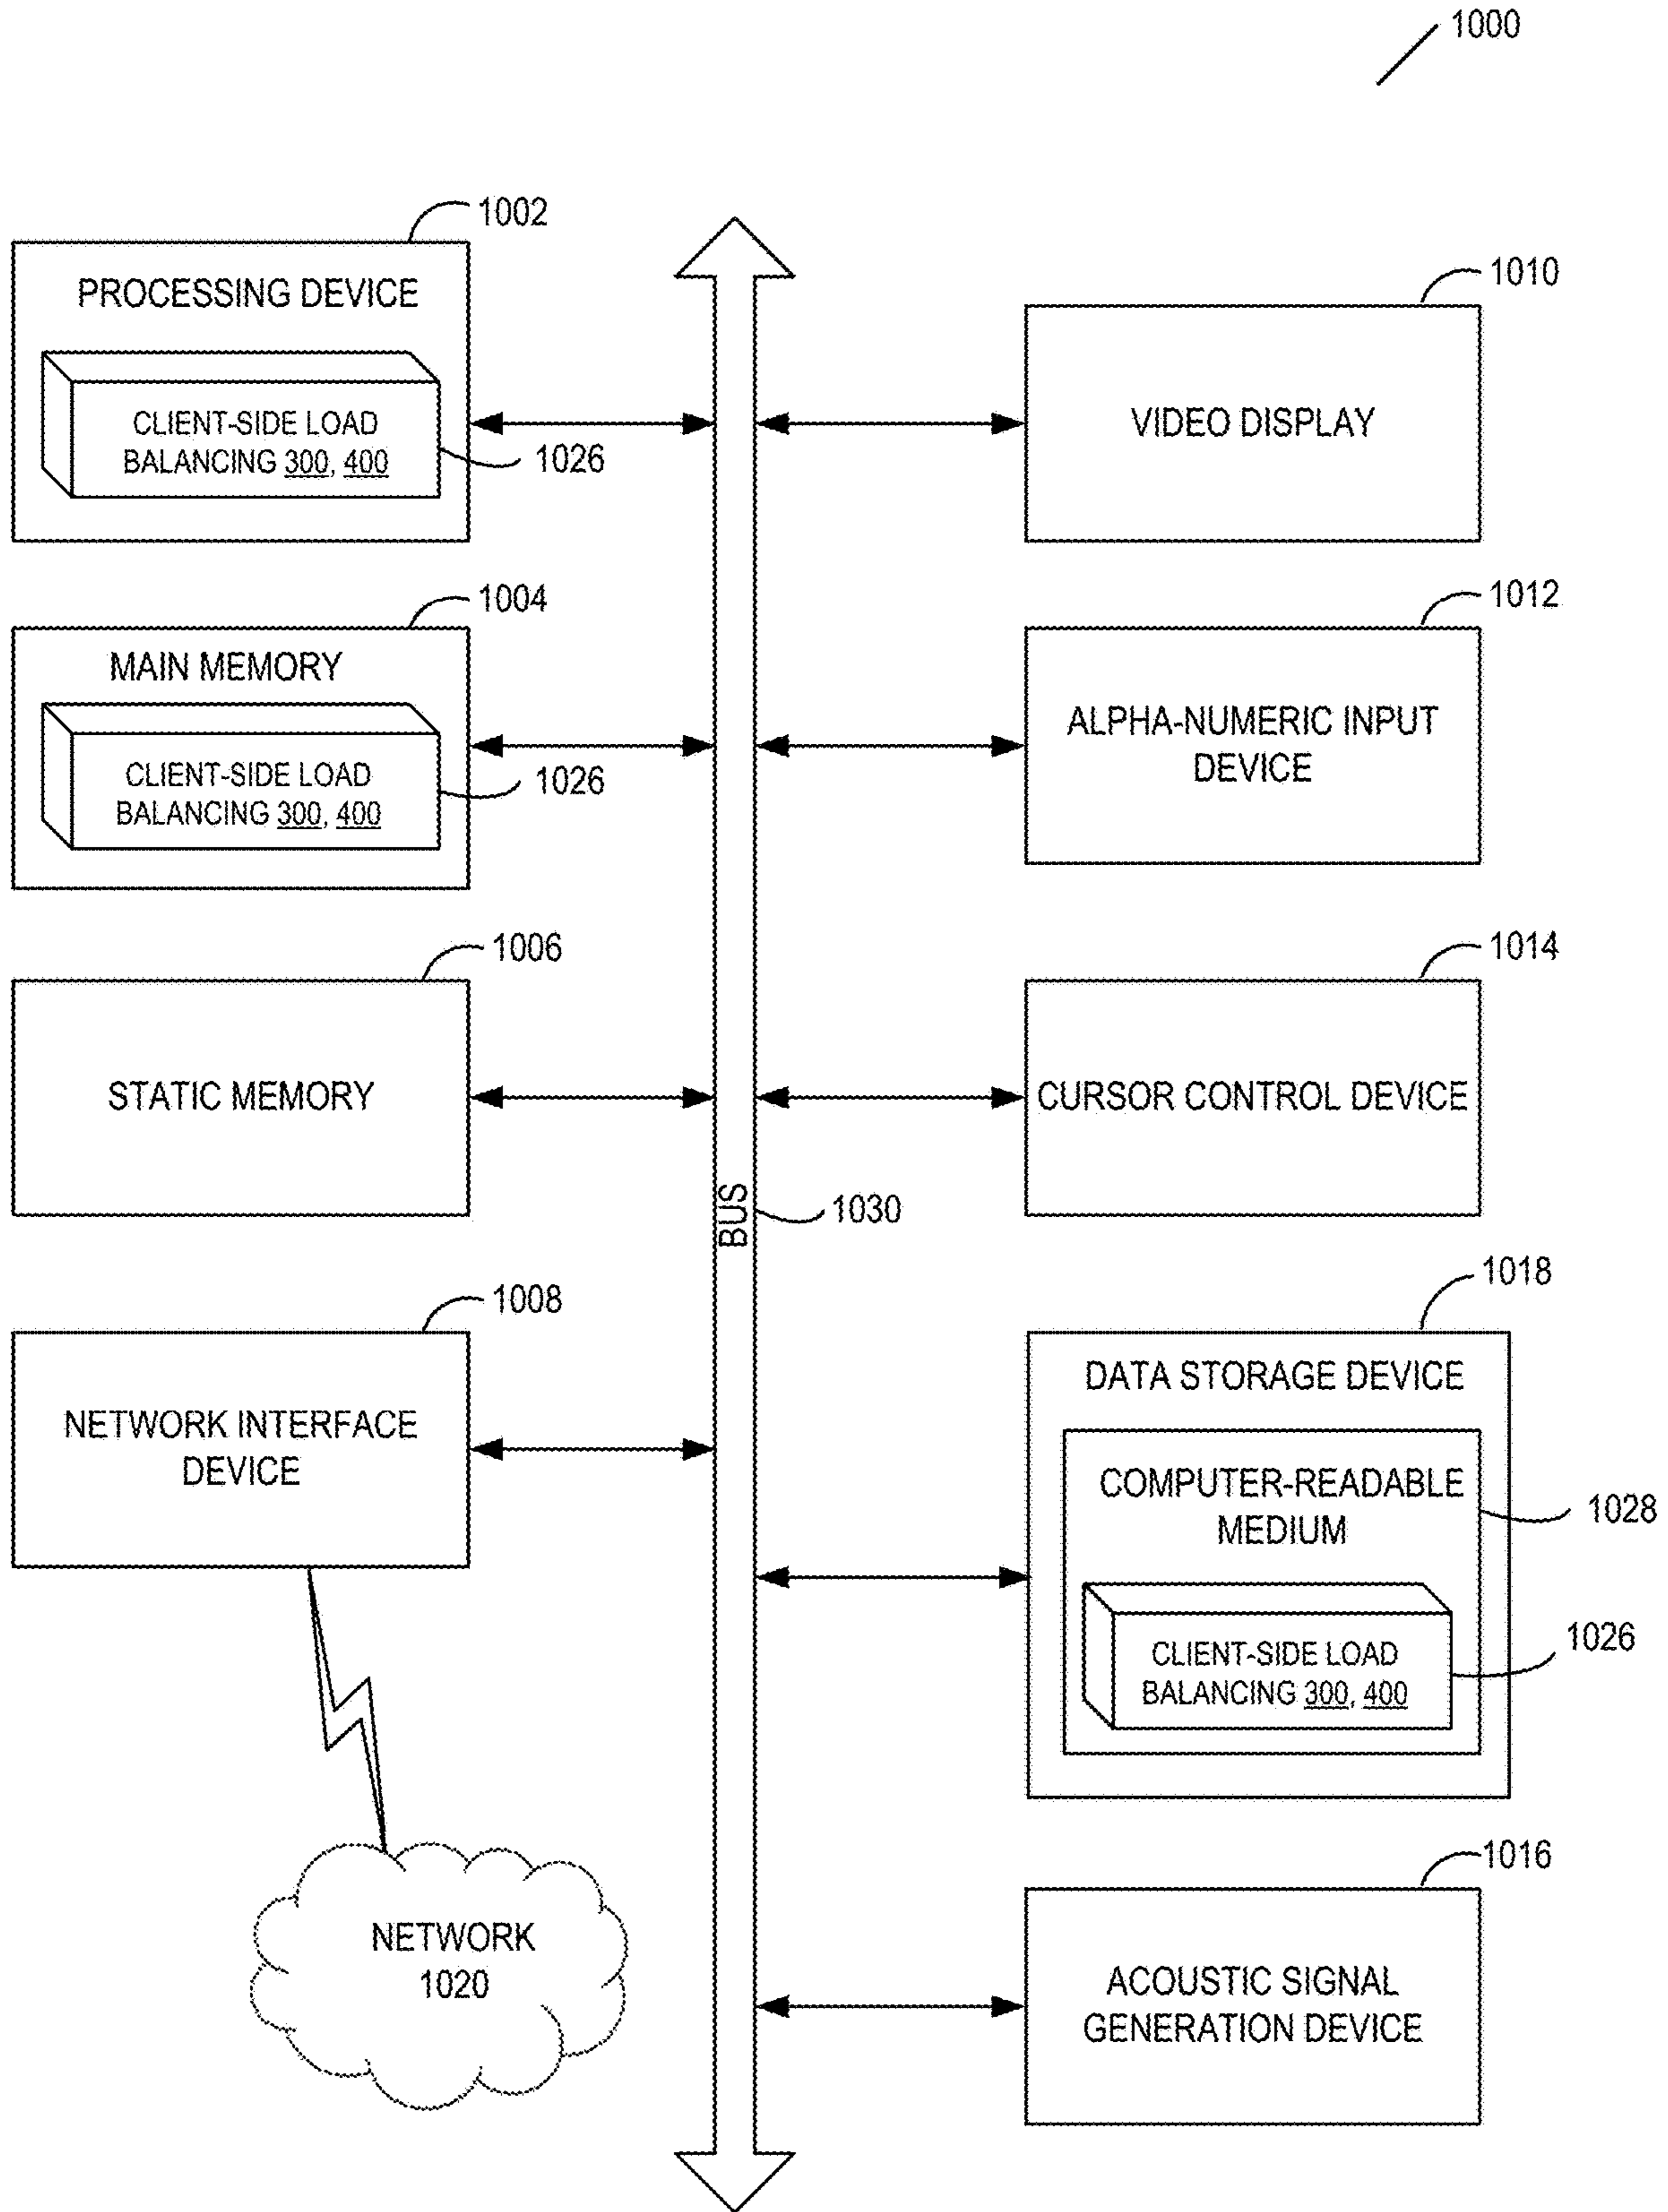 1000
1002
PROCESSING DEVICE
CLIENT-SIDE LOAD
BALANCING 300, 400
1026
1004
MAIN MEMORY
CLIENT-SIDE LOAD
BALANCING 300, 400
1026
1006
STATIC MEMORY
1008
NETWORK INTERFACE
DEVICE
NETWORK
1020
BUS
1030
1010
VIDEO DISPLAY
1012
ALPHA-NUMERIC INPUT
DEVICE
1014
CURSOR CONTROL DEVICE
1018
DATA STORAGE DEVICE
COMPUTER-READABLE
MEDIUM
1028
CLIENT-SIDE LOAD
BALANCING 300, 400
1026
1016
ACOUSTIC SIGNAL
GENERATION DEVICE